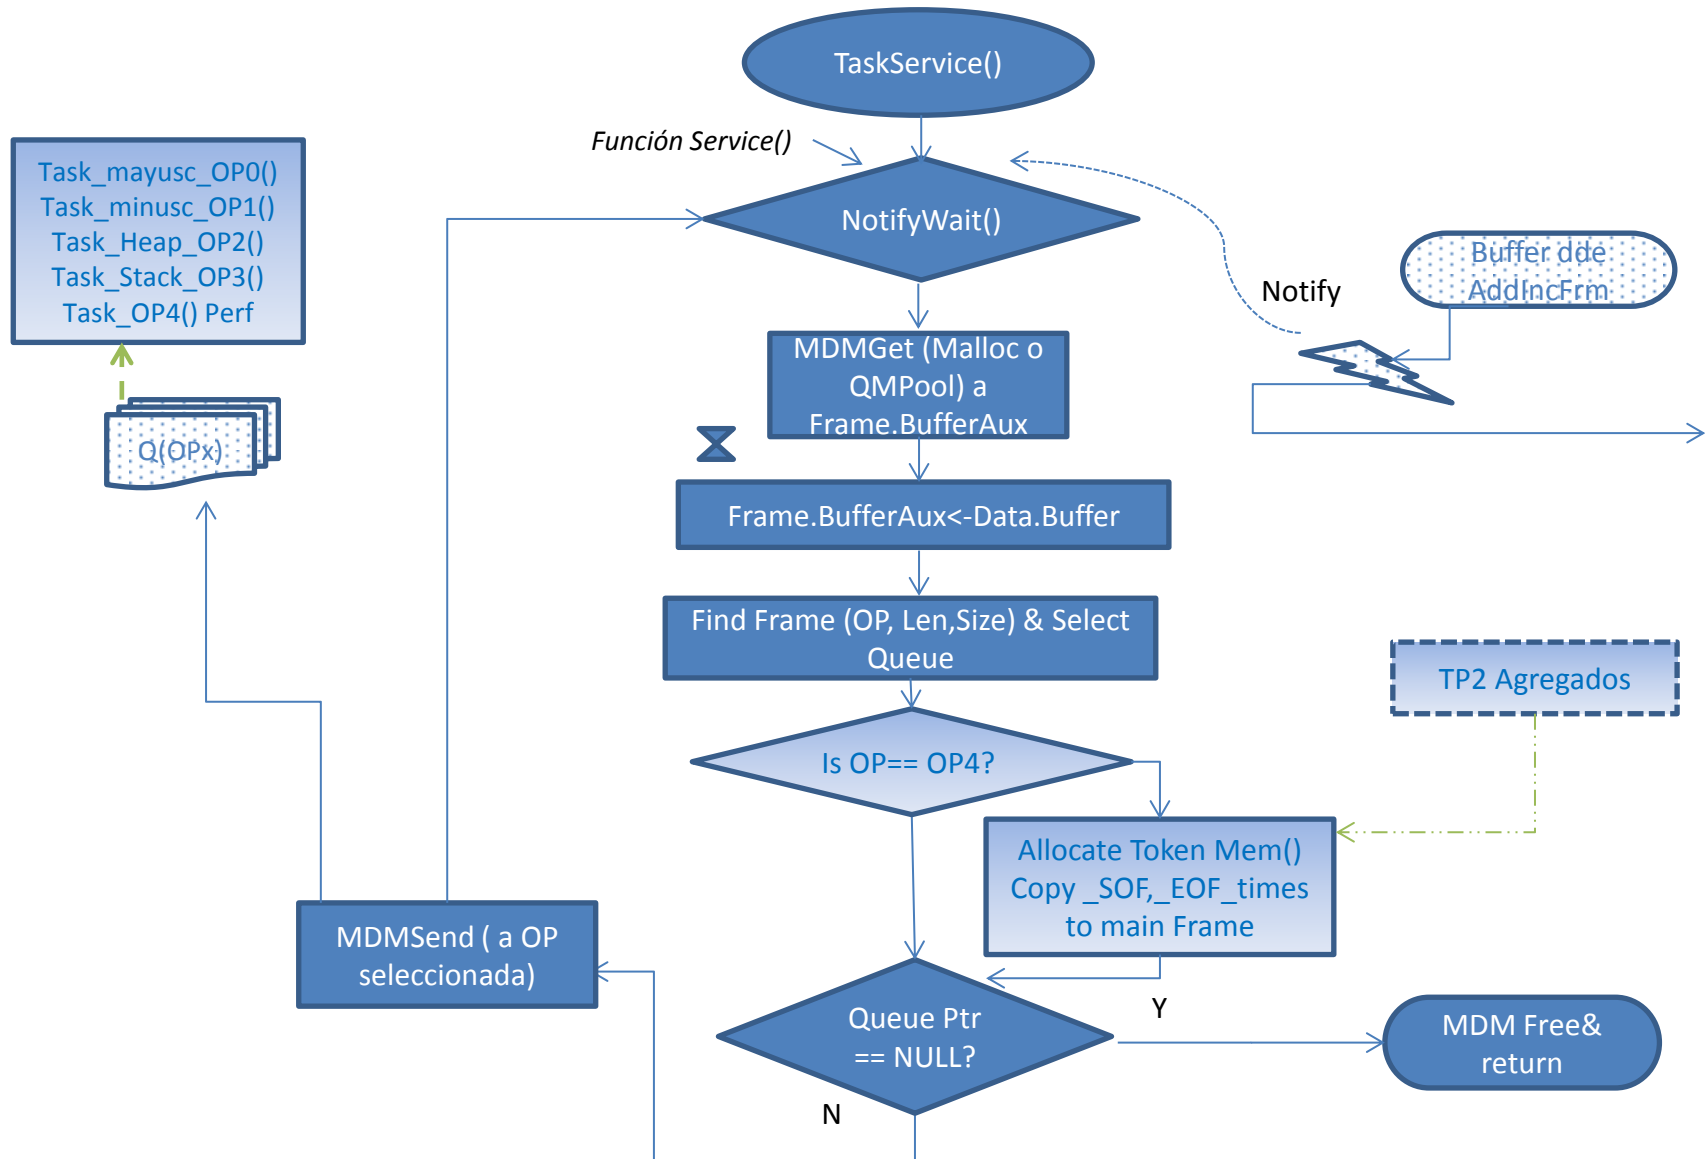 TaskService()
Función Service()
Task_mayusc_OP0()
Task_minusc_OP1()
Task_Heap_OP2()
Task_Stack_OP3()
Task_OP4() Perf
NotifyWait()
Buffer dde
AddIncFrm
Notify
MDMGet (Malloc o
QMPool) a
Frame.BufferAux
Q(OPx)
Frame.BufferAux<-Data.Buffer
Find Frame (OP, Len,Size) & Select
Queue
TP2 Agregados
Is OP== OP4?
Allocate Token Mem()
Copy _SOF,_EOF_times
to main Frame
MDMSend ( a OP
seleccionada)
Queue Ptr
== NULL?
Y
MDM Free&
return
N